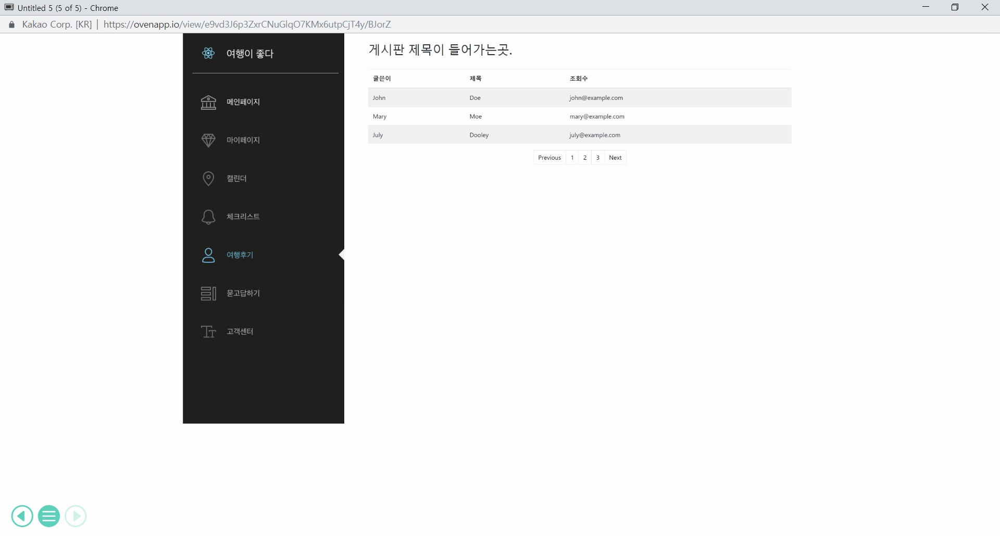 Untitled 5 (5 of 5) - Chrome
Kakao Corp. [KR] | https://ovenapp.io/view/e9vd3J6p3ZxrCNuGlqO7KMx6utpCjT4y/BJorZ
여행이 좋다
메인페이지
마이페이지
캘린더
체크리스트
여행후기
묻고답하기
고객센터
게시판 제목이 들어가는곳.
글쓴이 제목 조회수
John Doe john@example.com
Mary Moe mary@example.com
July Dooley july@example.com
Previous 1 2 3 Next